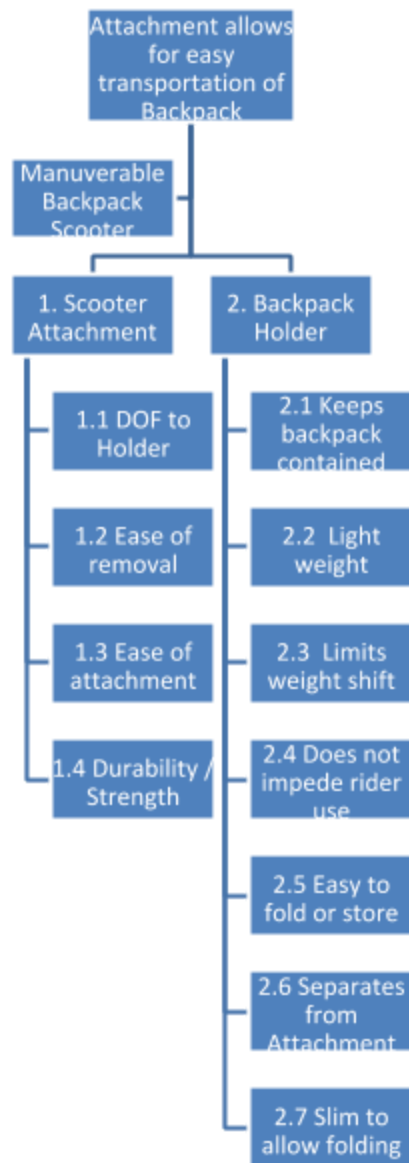 Attachment allows
for easy
transportation of
Backpack
Manuverable
Backpack
Scooter
1. Scooter
Attachment
2. Backpack
Holder
1.1 DOF to
Holder
1.2 Ease of
removal
1.3 Ease of
attachment
1.4 Durability /
Strength
2.1 Keeps
backpack
contained
2.2 Light
weight
2.3 Limits
weight shift
2.4 Does not
impede rider
use
2.5 Easy to
fold or store
2.6 Separates
from
Attachment
2.7 Slim to
allow folding